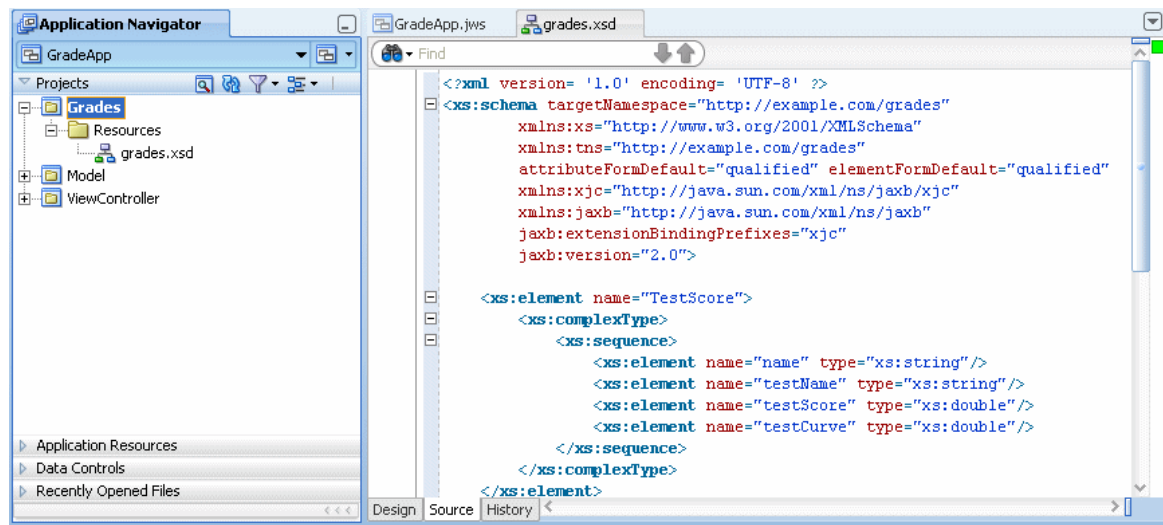 Application Navigator
GradeApp
Projects
Grades
Resources
grades.xsd
Model
ViewController
Application Resources
Data Controls
Recently Opened Files
GradeApp.jws
grades.xsd
Find
<?xml version= '1.0' encoding= 'UTF-8' ?>
<xs:schema targetNamespace="http://example.com/grades"
xmlns:xs="http://www.w3.org/2001/XMLSchema"
xmlns:tns="http://example.com/grades"
attributeFormDefault="qualified" elementFormDefault="qualified"
xmlns:xjc="http://java.sun.com/xml/ns/jaxb/xjc"
xmlns:jaxb="http://java.sun.com/xml/ns/jaxb"
jaxb:extensionBindingPrefixes="xjc"
jaxb:version="2.0">
<xs:element name="TestScore">
<xs:complexType>
<xs:sequence>
<xs:element name="name" type="xs:string"/>
<xs:element name="testName" type="xs:string"/>
<xs:element name="testScore" type="xs:double"/>
<xs:element name="testCurve" type="xs:double"/>
</xs:sequence>
</xs:complexType>
</xs:element>
Design Source History